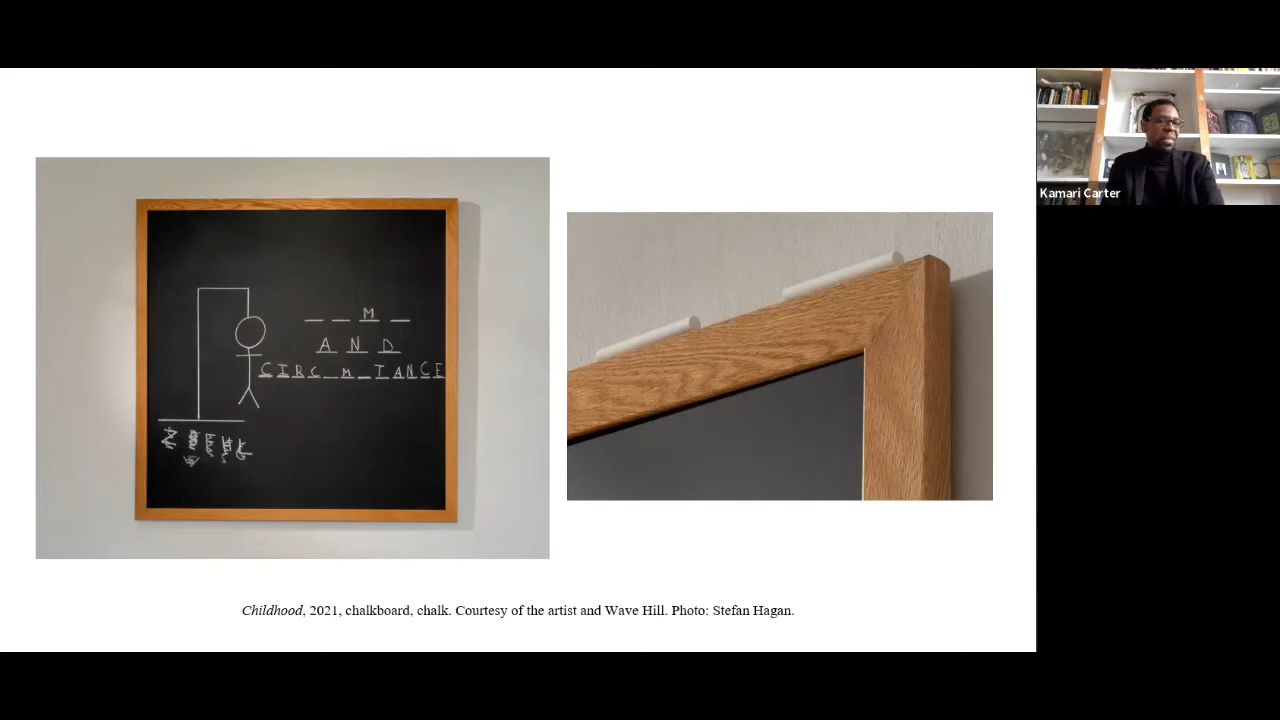 _ _ M _
A N D
C I R C _ M _ T A N C E
Childhood, 2021, chalkboard, chalk. Courtesy of the artist and Wave Hill. Photo: Stefan Hagan.
Kamari Carter